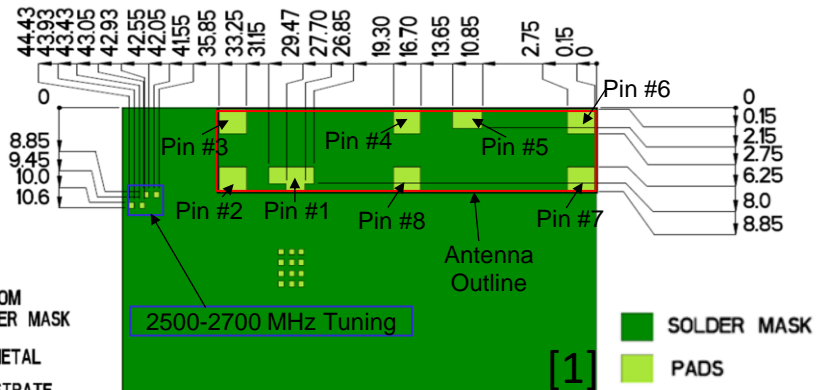 44.43
43.93
43.43
43.05
42.93
42.55
42.05
41.55
35.85
33.25
31.15
29.47
27.70
26.85
19.30
16.70
13.65
10.85
2.75
0.15
0
0
8.85
9.45
10.0
10.6
0
0.15
2.15
2.75
6.25
8.0
8.85
Pin #6
Pin #3
Pin #4
Pin #5
Pin #2
Pin #1
Pin #8
Pin #7
Antenna
Outline
2500-2700 MHz Tuning
OM
ER MASK
METAL
STRATE
[1]
SOLDER MASK
PADS